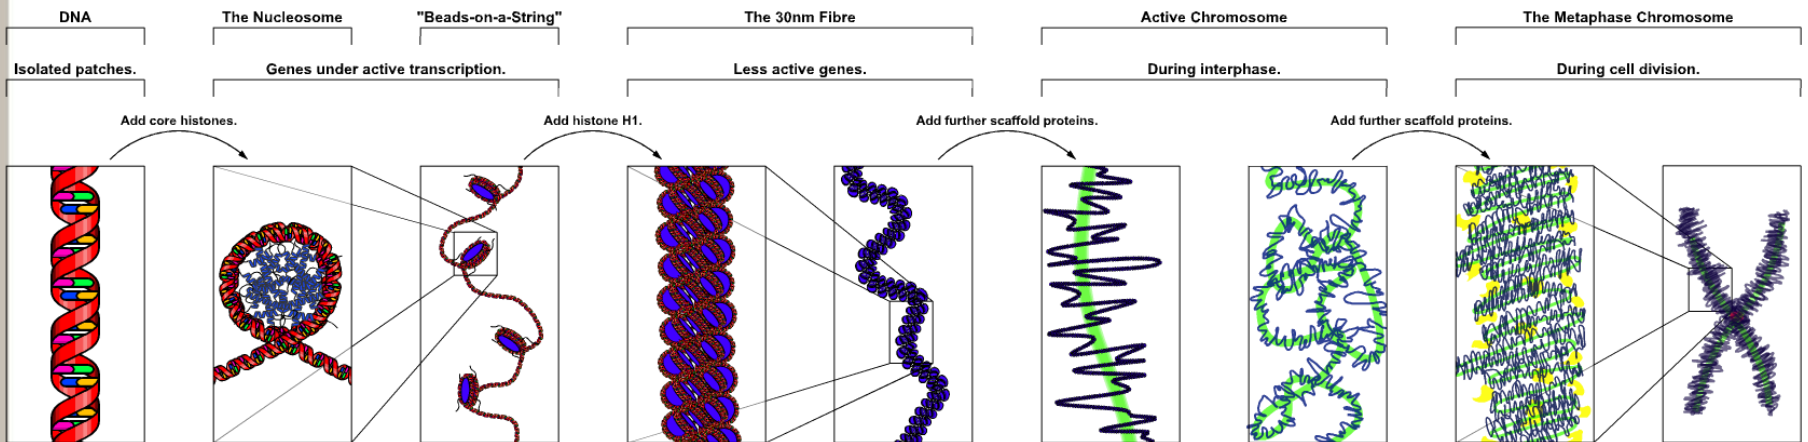 DNA
The Nucleosome
"Beads-on-a-String"
The 30nm Fibre
Active Chromosome
The Metaphase Chromosome
Isolated patches.
Genes under active transcription.
Less active genes.
During interphase.
During cell division.
Add core histones.
Add histone H1.
Add further scaffold proteins.
Add further scaffold proteins.